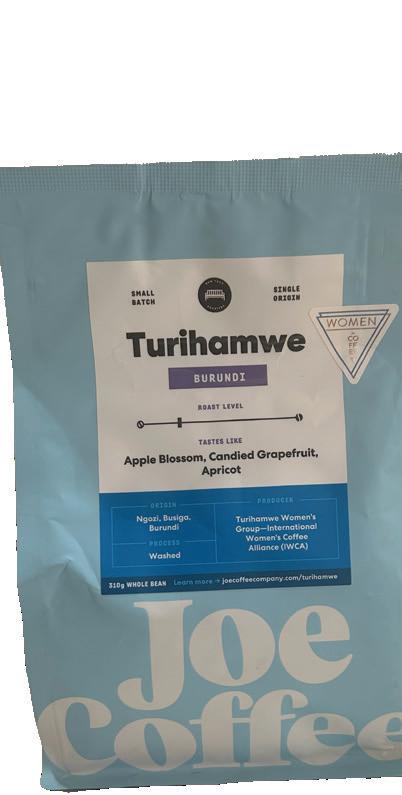 SMALL
BATCH
SINGLE
ORIGIN
Turihamwe
BURUNDI
ROAST LEVEL
TASTES LIKE
Apple Blossom, Candied Grapefruit,
Apricot
ORIGIN
Ngozi, Busiga,
Burundi
PROCESS
Washed
PRODUCER
Turihamwe Women's
Group—International
Women's Coffee
Alliance (IWCA)
310g WHOLE BEAN Learn more → joecoffeecompany.com/turihamwe
WOMEN
CO
FF
Joe
Coffee